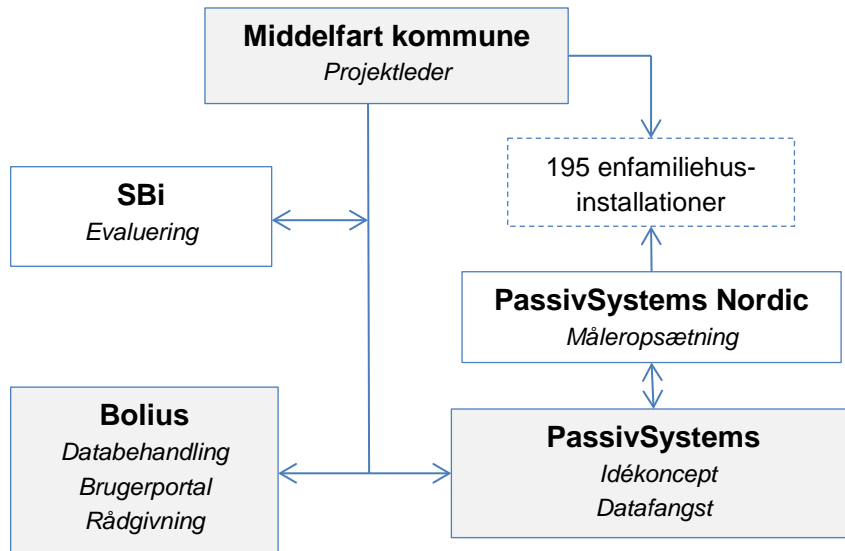 Middelfart kommune
Projektleder
195 enfamiliehus-
installationer
SBi
Evaluering
PassivSystems Nordic
Måleropsætning
Bolius
Databehandling
Brugerportal
Rådgivning
PassivSystems
Idékoncept
Datafangst